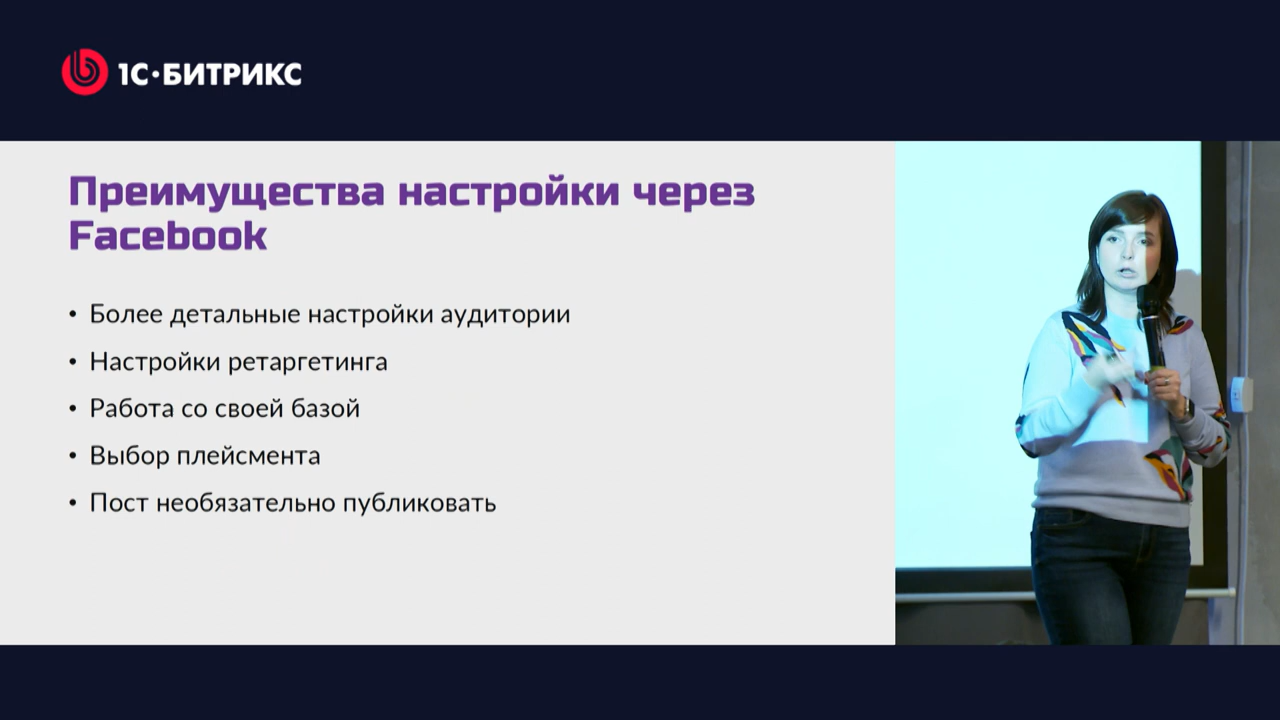 1С·БИТРИКС
Преимущества настройки через
Facebook
• Более детальные настройки аудитории
• Настройки ретаргетинга
• Работа со своей базой
• Выбор плейсмента
• Пост необязательно публиковать